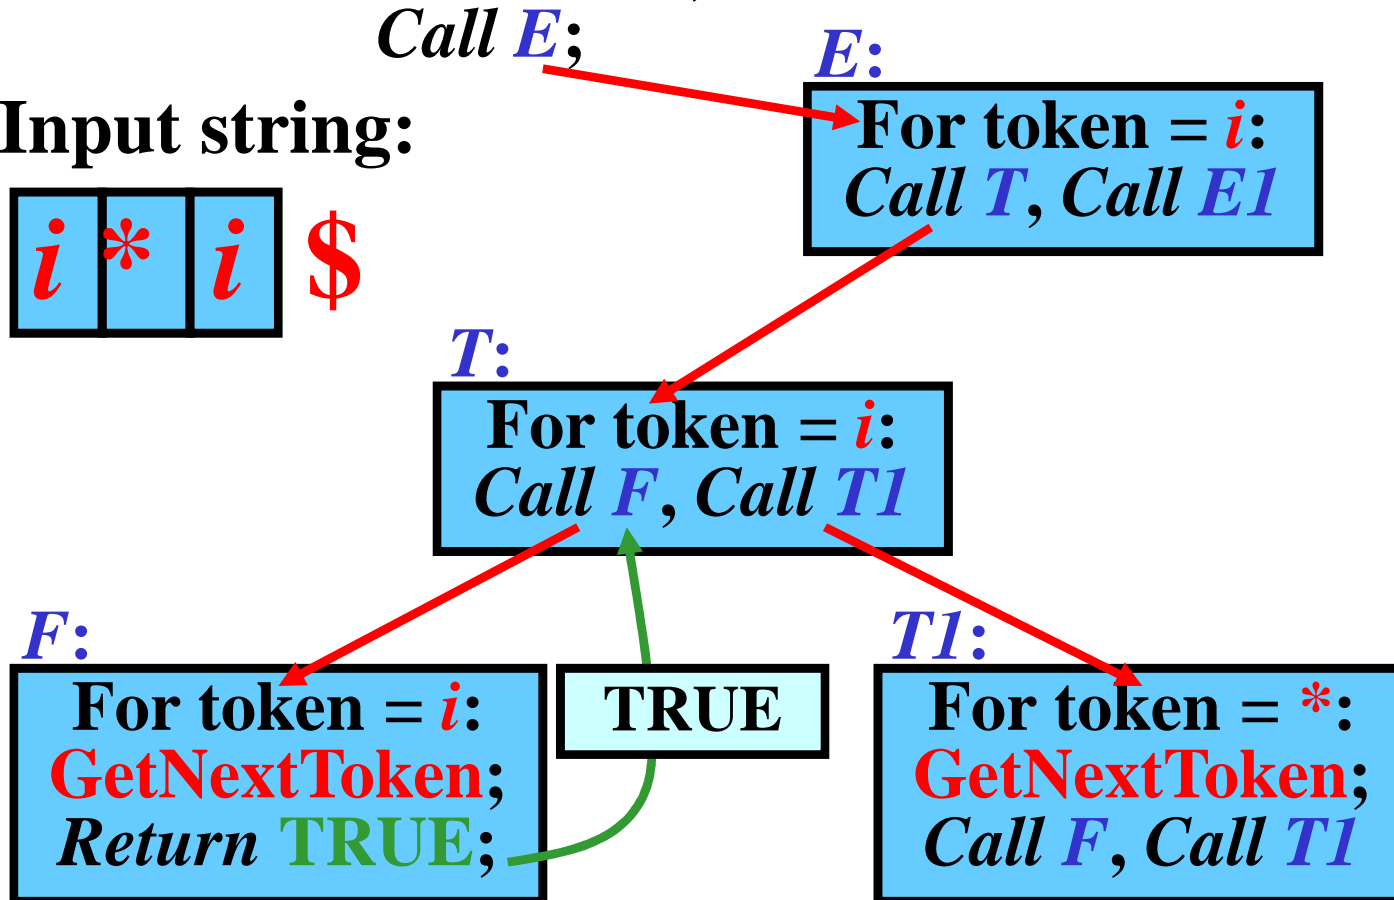 Call E;
E:
For token = i:
Call T, Call E1
Input string:
i * i $
T:
For token = i:
Call F, Call T1
F:
For token = i:
GetNextToken;
Return TRUE;
TRUE
T1:
For token = *:
GetNextToken;
Call F, Call T1